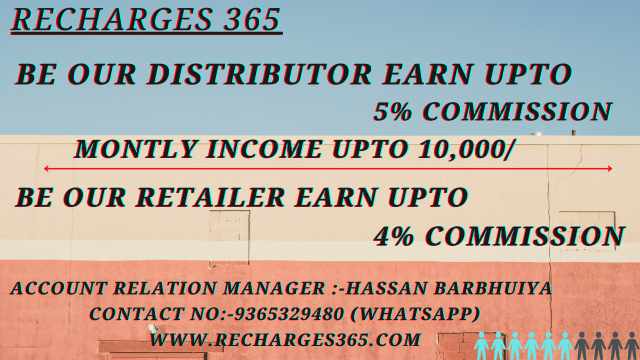 RECHARGES 365
BE OUR DISTRIBUTOR EARN UPTO
5% COMMISSION
MONTLY INCOME UPTO 10,000/
BE OUR RETAILER EARN UPTO
4% COMMISSION
ACCOUNT RELATION MANAGER :-HASSAN BARBHUIYA
CONTACT NO:-9365329480 (WHATSAPP)
WWW.RECHARGES365.COM